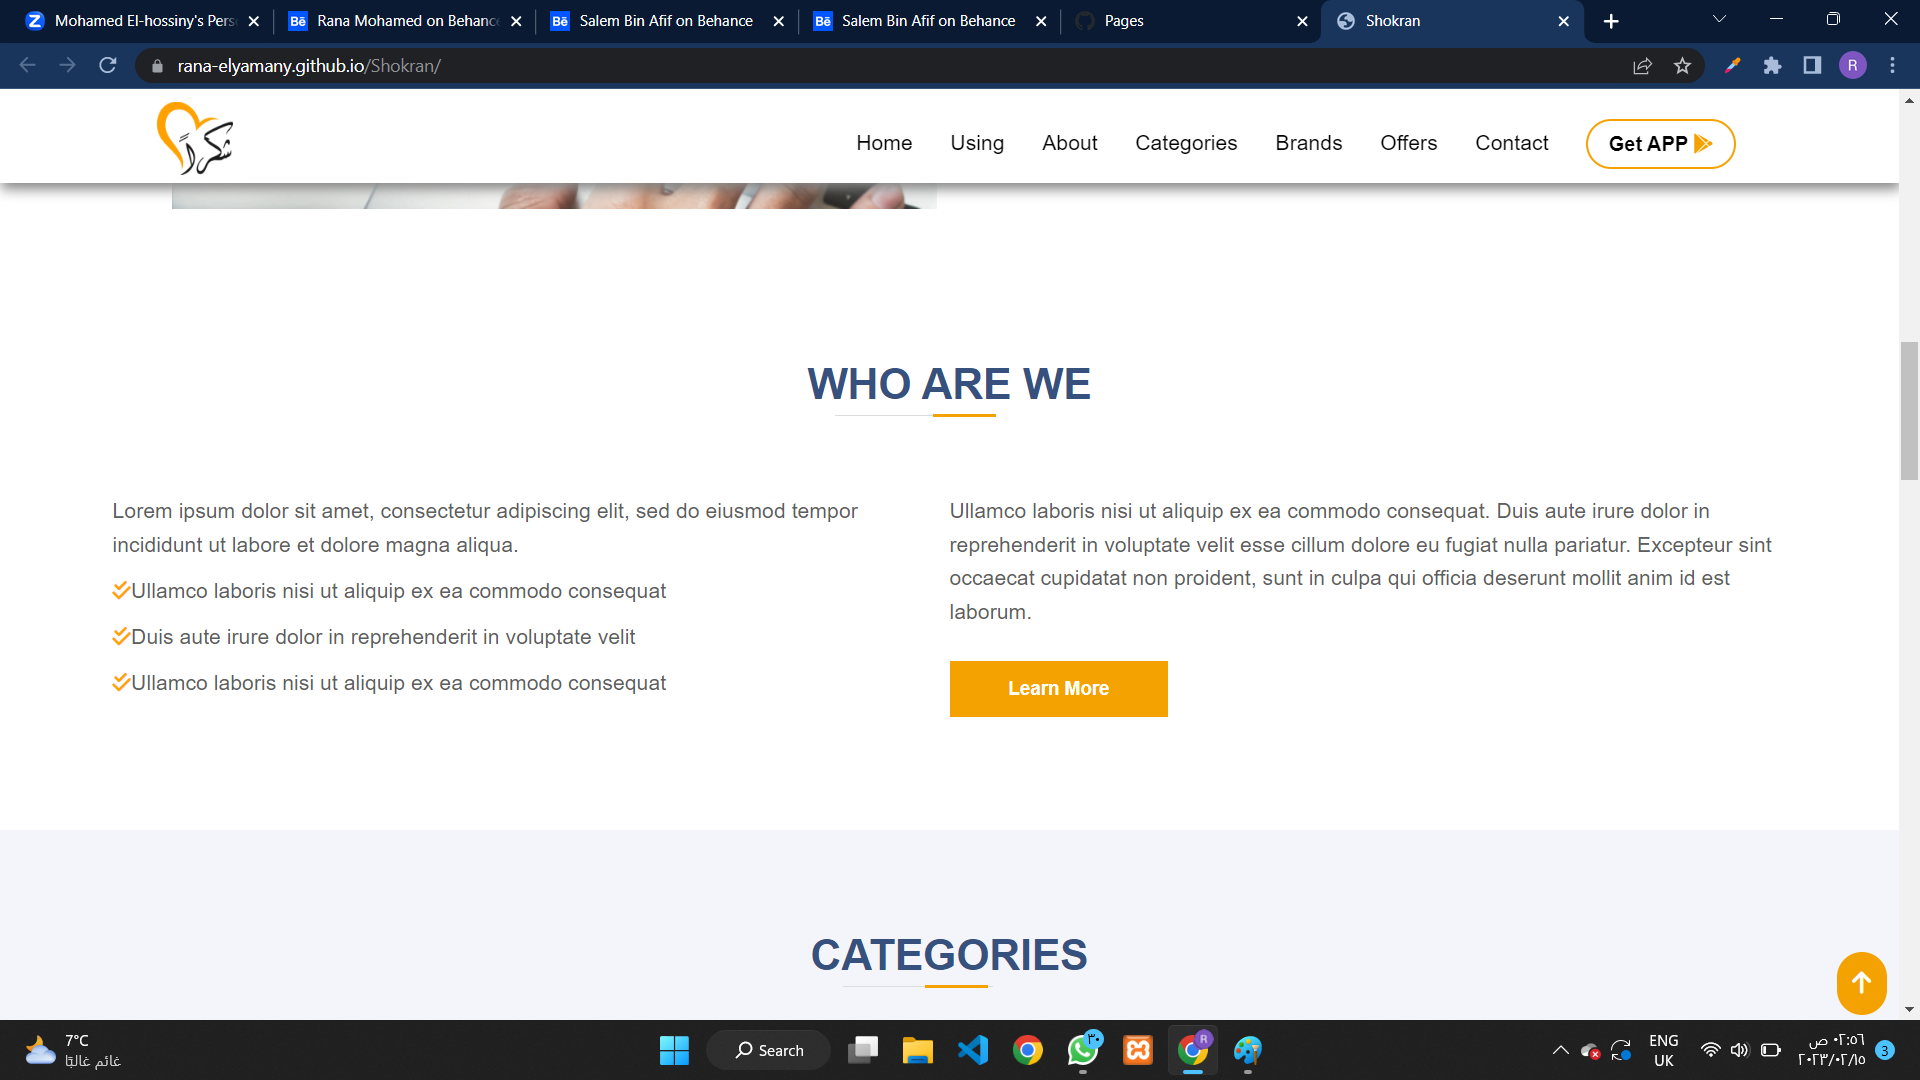 Mohamed El-hossiny's Pers
Rana Mohamed on Behance
Salem Bin Afif on Behance
Salem Bin Afif on Behance
Pages
Shokran
rana-elyamany.github.io/Shokran/
R
شكراً
Home
Using
About
Categories
Brands
Offers
Contact
Get APP
WHO ARE WE
Lorem ipsum dolor sit amet, consectetur adipiscing elit, sed do eiusmod tempor
incididunt ut labore et dolore magna aliqua.
Ullamco laboris nisi ut aliquip ex ea commodo consequat
Duis aute irure dolor in reprehenderit in voluptate velit
Ullamco laboris nisi ut aliquip ex ea commodo consequat
Ullamco laboris nisi ut aliquip ex ea commodo consequat. Duis aute irure dolor in
reprehenderit in voluptate velit esse cillum dolore eu fugiat nulla pariatur. Excepteur sint
occaecat cupidatat non proident, sunt in culpa qui officia deserunt mollit anim id est
laborum.
Learn More
CATEGORIES
7°C
غائم غالبًا
Search
٣٠
R
ENG
UK
٠٢:٥٦ ص
٢٠٢٣/٠٢/١٥
3